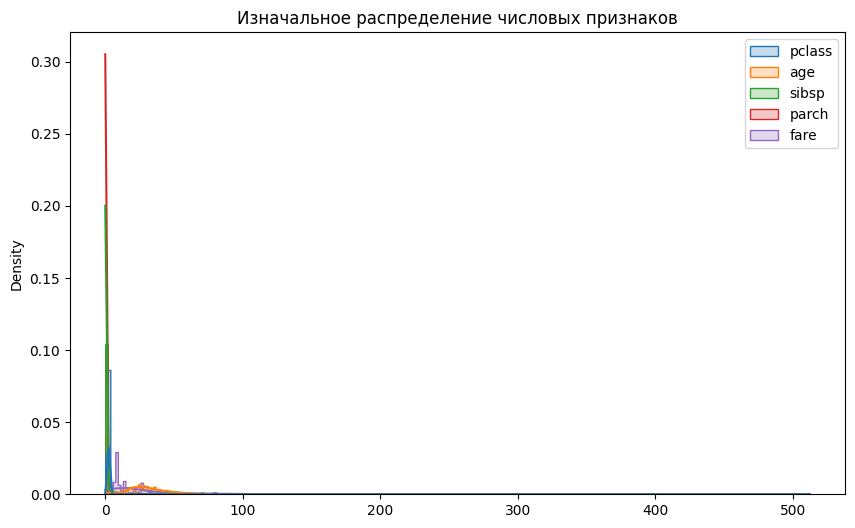 Изначальное распределение числовых признаков
pclass
age
sibsp
parch
fare
Density
0.30
0.25
0.20
0.15
0.10
0.05
0.00
0
100
200
300
400
500